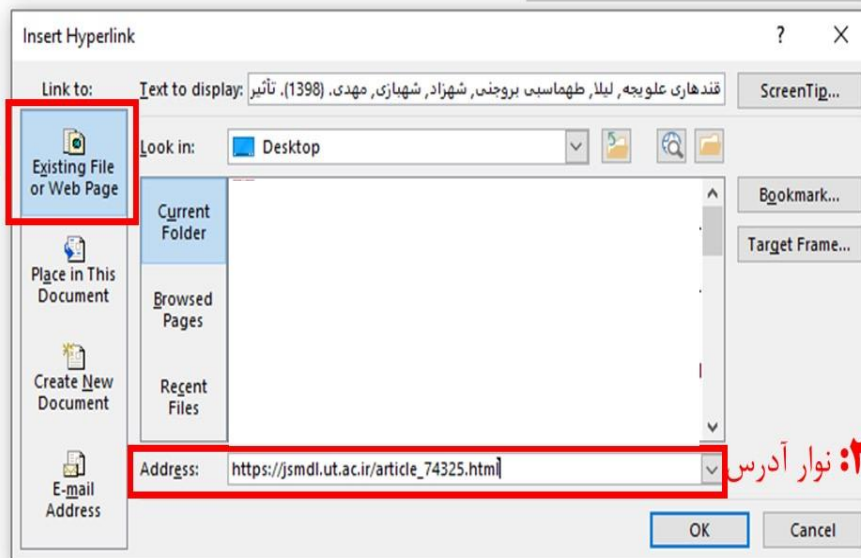 Insert Hyperlink ? X
Link to: Text to display: قندهاری علویجه, لیلا, طهماسبی بروجنی, شهزاد, شهبازی, مهدی. (1398). تأثیر ScreenTip...
Existing File
or Web Page
Look in: Desktop
Current
Folder
Bookmark...
Target Frame...
Place in This
Document
Browsed
Pages
Create New
Document
Recent
Files
E-mail
Address
Address: https://jsmdl.ut.ac.ir/article_74325.html
۲: نوار آدرس
OK Cancel